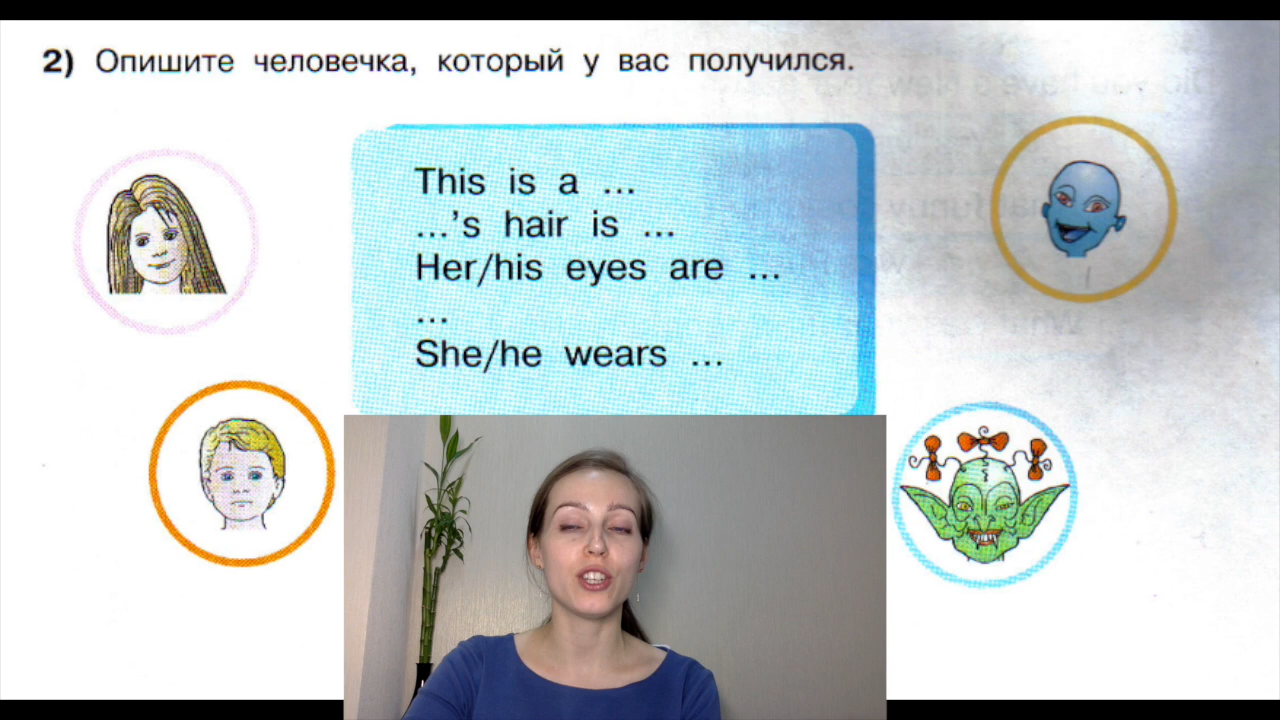 2) Опишите человечка, который у вас получился.
This is a ...
...'s hair is ...
Her/his eyes are ...
...
She/he wears ...